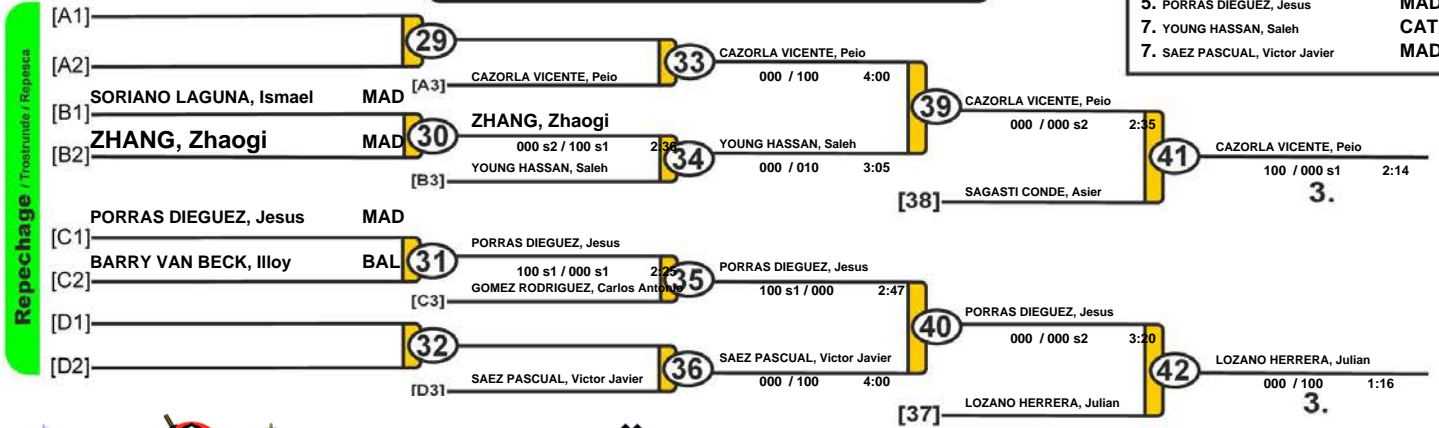 5. PORRAS DIEGUEZ, Jesus MAD
7. YOUNG HASSAN, Saleh CAT
7. SAEZ PASCUAL, Victor Javier MAD
Repechage / Trostrunde / Repesca
[A1]
29
[A2]
CAZORLA VICENTE, Peio
[A3]
33
CAZORLA VICENTE, Peio
000 / 100 4:00
SORIANO LAGUNA, Ismael MAD
[B1]
30
ZHANG, Zhaogi MAD
[B2]
ZHANG, Zhaogi
000 s2 / 100 s1 2:36
YOUNG HASSAN, Saleh
[B3]
34
YOUNG HASSAN, Saleh
000 / 010 3:05
39
CAZORLA VICENTE, Peio
000 / 000 s2 2:35
[38]
SAGASTI CONDE, Asier
41
CAZORLA VICENTE, Peio
100 / 000 s1 2:14
3.
PORRAS DIEGUEZ, Jesus MAD
[C1]
31
BARRY VAN BECK, Illoy BAL
[C2]
PORRAS DIEGUEZ, Jesus
100 s1 / 000 s1 2:25
GOMEZ RODRIGUEZ, Carlos Antonio
[C3]
35
PORRAS DIEGUEZ, Jesus
100 s1 / 000 2:47
[D1]
32
[D2]
SAEZ PASCUAL, Victor Javier
[D3]
36
SAEZ PASCUAL, Victor Javier
000 / 100 4:00
40
PORRAS DIEGUEZ, Jesus
000 / 000 s2 3:20
[37]
LOZANO HERRERA, Julian
42
LOZANO HERRERA, Julian
000 / 100 1:16
3.